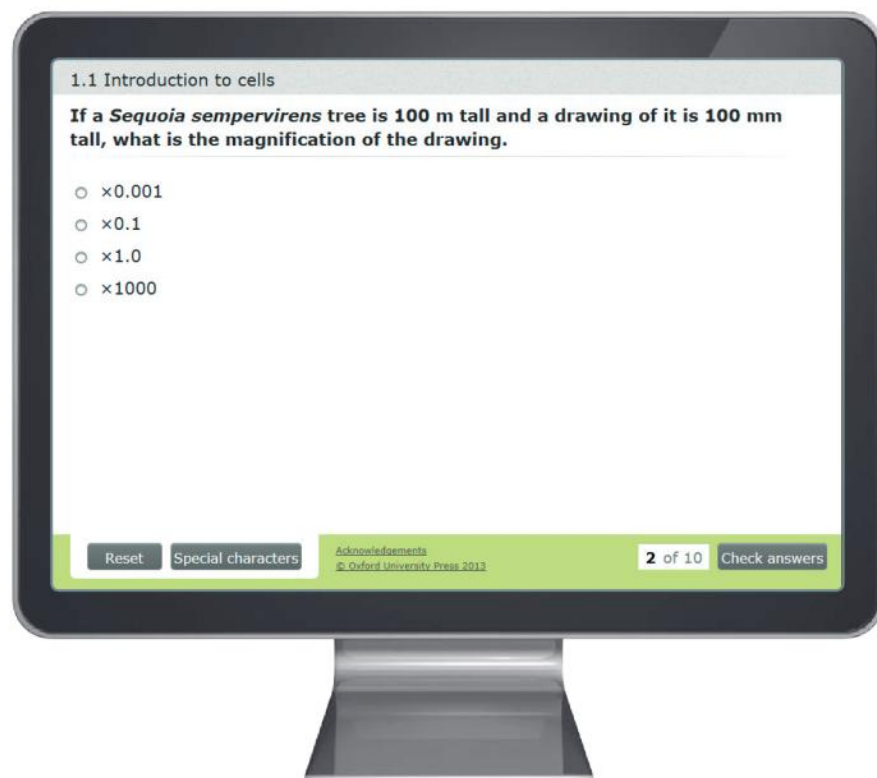 1.1 Introduction to cells
If a Sequoia sempervirens tree is 100 m tall and a drawing of it is 100 mm
tall, what is the magnification of the drawing.
×0.001
×0.1
×1.0
×1000
Reset
Special characters
Acknowledgements
© Oxford University Press 2013
2 of 10
Check answers